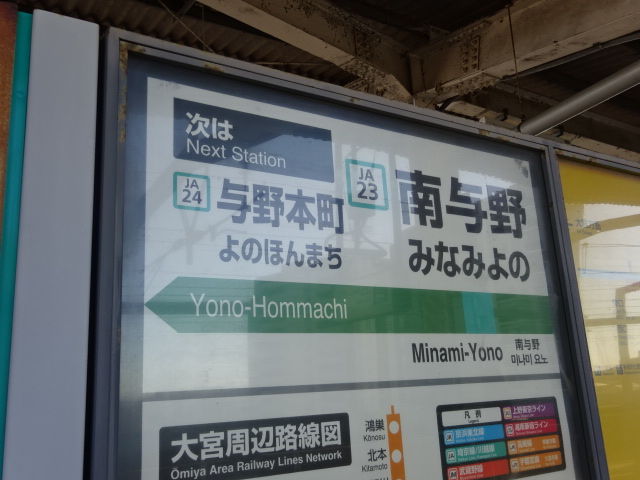 次は
Next Station
JA
24
与野本町
よのほんまち
JA
23
南与野
みなみよの
Yono-Hommachi
Minami-Yono
南与野
미나미 요노
大宮周辺路線図
Ōmiya Area Railway Lines Network
鴻巣
Kōnosu
北本
Kitamoto
凡例
上野東京ライン
京浜東北線
湘南新宿ライン
埼京線/川越線
高崎線
武蔵野線
宇都宮線